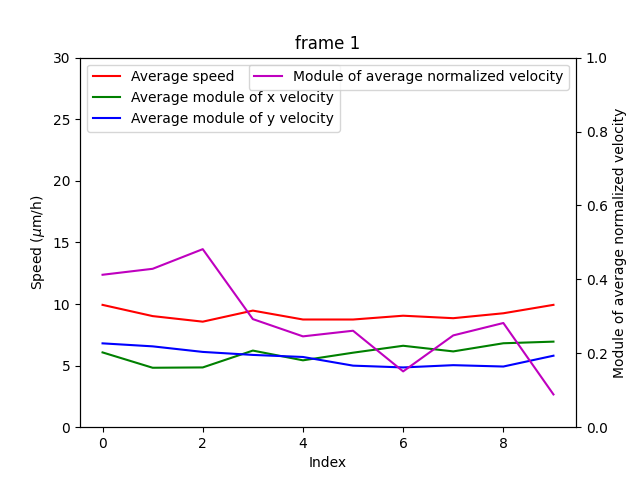 frame 1
Average speed
Average module of x velocity
Average module of y velocity
Module of average normalized velocity
Speed (μm/h)
30
25
20
15
10
5
0
1.0
0.8
0.6
0.4
0.2
0.0
Module of average normalized velocity
0 2 4 6 8
Index